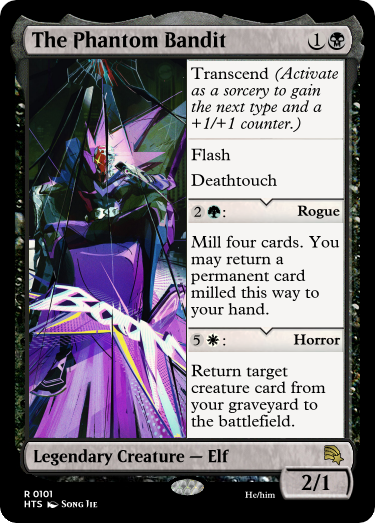 The Phantom Bandit 1
Transcend (Activate
as a sorcery to gain
the next type and a
+1/+1 counter.)
Flash
Deathtouch
2 : Rogue
Mill four cards. You
may return a
permanent card
milled this way to
your hand.
5 : Horror
Return target
creature card from
your graveyard to
the battlefield.
Legendary Creature — Elf
2/1
R 0101
HTS Song Jie
He/him